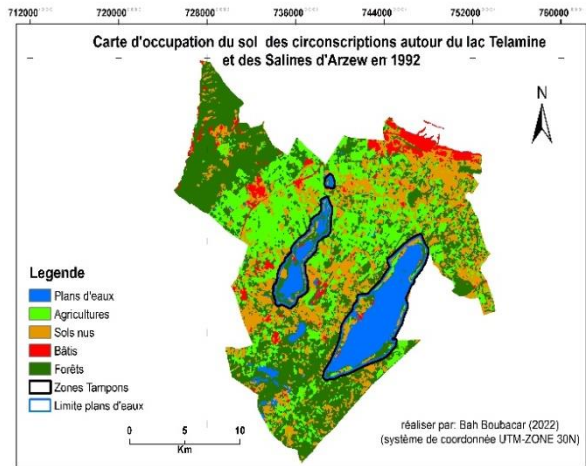 712000 720000 728000 736000 744000 752000 760000
Carte d'occupation du sol des circonscriptions autour du lac Telamine
et des Salines d'Arzew en 1992
N
Legende
Plans d'eaux
Agricultures
Sols nus
Bâtis
Forêts
Zones Tampons
Limite plans d'eaux
0 5 10
Km
réaliser par: Bah Boubacar (2022)
(système de coordonnée UTM-ZONE 30N)